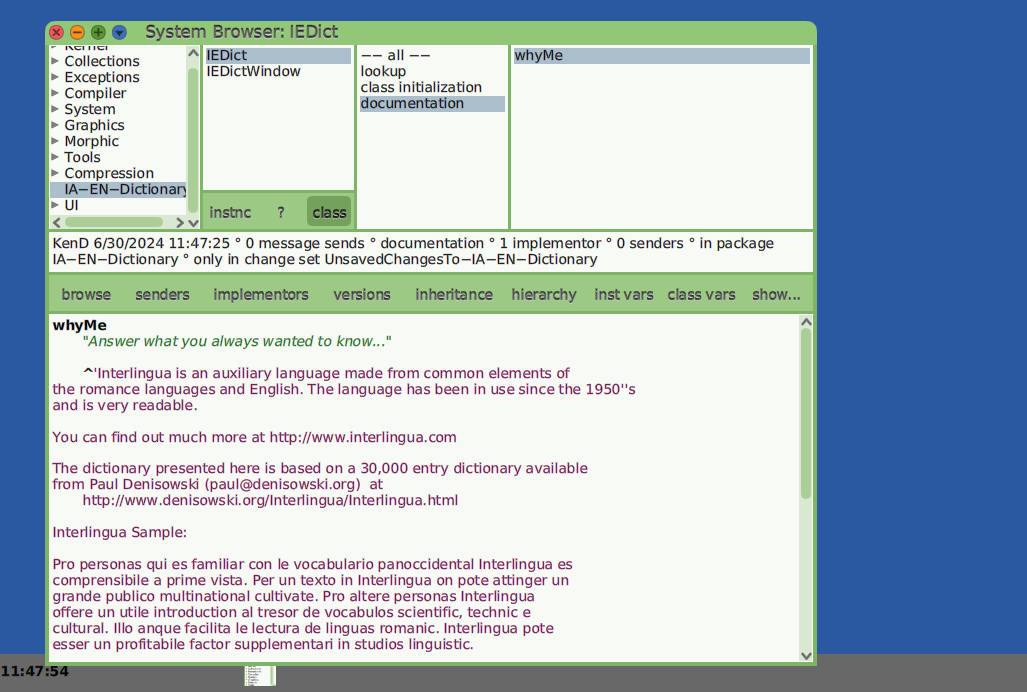 System Browser: IEDict
Kernel
Collections
Exceptions
Compiler
System
Graphics
Morphic
Tools
Compression
IA−EN−Dictionary
UI
IEDict
IEDictWindow
instnc ? class
−− all −−
lookup
class initialization
documentation
whyMe
KenD 6/30/2024 11:47:25 ° 0 message sends ° documentation ° 1 implementor ° 0 senders ° in package
IA−EN−Dictionary ° only in change set UnsavedChangesTo−IA−EN−Dictionary
browse senders implementors versions inheritance hierarchy inst vars class vars show...
whyMe
"Answer what you always wanted to know..."
^'Interlingua is an auxiliary language made from common elements of
the romance languages and English. The language has been in use since the 1950''s
and is very readable.
You can find out much more at http://www.interlingua.com
The dictionary presented here is based on a 30,000 entry dictionary available
from Paul Denisowski (paul@denisowski.org)  at
http://www.denisowski.org/Interlingua/Interlingua.html
Interlingua Sample:
Pro personas qui es familiar con le vocabulario panoccidental Interlingua es
comprensibile a prime vista. Per un texto in Interlingua on pote attinger un
grande publico multinational cultivate. Pro altere personas Interlingua
offere un utile introduction al tresor de vocabulos scientific, technic e
cultural. Illo anque facilita le lectura de linguas romanic. Interlingua pote
esser un profitabile factor supplementari in studios linguistic.
11:47:54